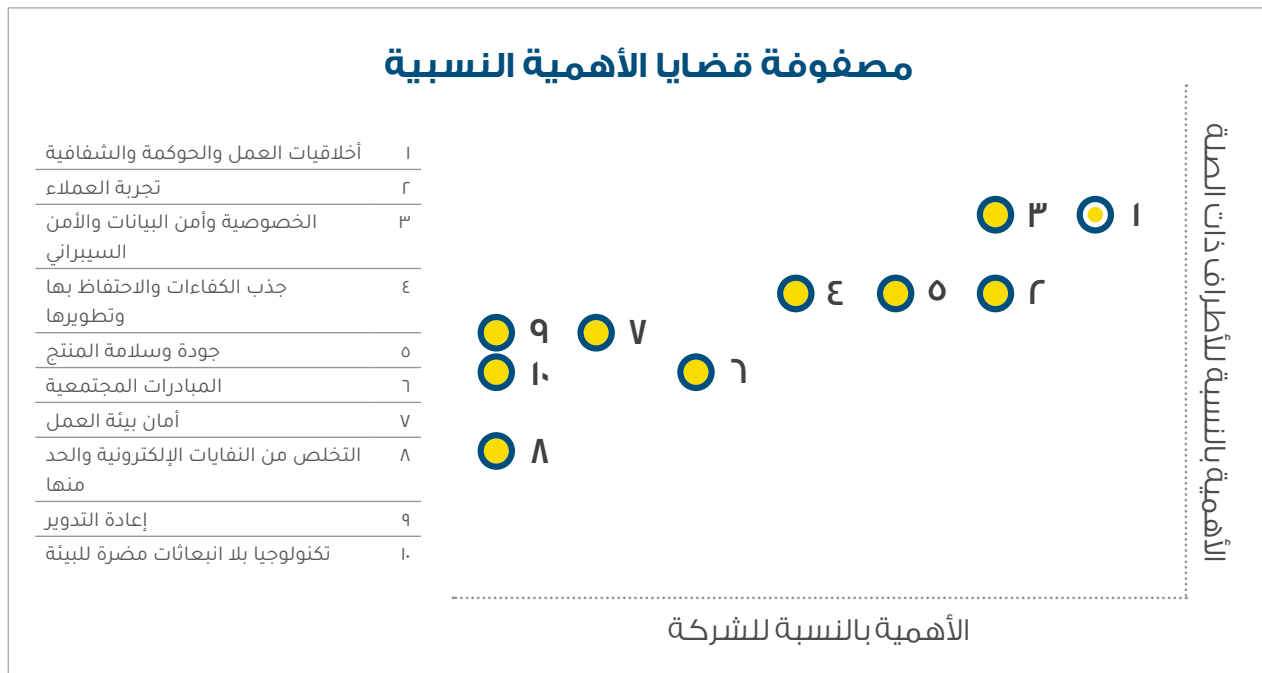 مصفوفة قضايا الأهمية النسبية
١ أخلاقيات العمل والحوكمة والشفافية
٢ تجربة العملاء
٣ الخصوصية وأمن البيانات والأمن
السيبراني
٤ جذب الكفاءات والاحتفاظ بها
وتطويرها
٥ جودة وسلامة المنتج
٦ المبادرات المجتمعية
٧ أمان بيئة العمل
٨ التخلص من النفايات الإلكترونية والحد
منها
٩ إعادة التدوير
١٠ تكنولوجيا بلا انبعاثات مضرة للبيئة
١
٣
٢
٥
٤
٧
٩
٦
١٠
٨
الأهمية بالنسبة للأطراف ذات الصلة
الأهمية بالنسبة للشركة